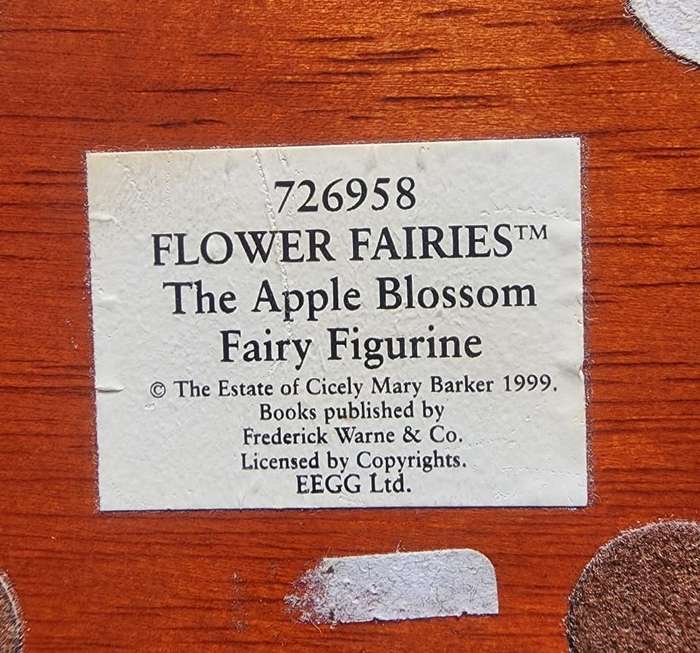 726958
FLOWER FAIRIES™
The Apple Blossom
Fairy Figurine
© The Estate of Cicely Mary Barker 1999.
Books published by
Frederick Warne & Co.
Licensed by Copyrights.
EEGG Ltd.